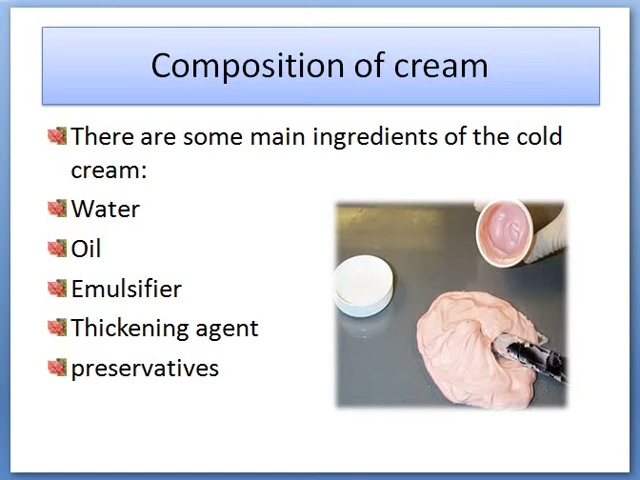 Composition of cream
There are some main ingredients of the cold
cream:
Water
Oil
Emulsifier
Thickening agent
preservatives